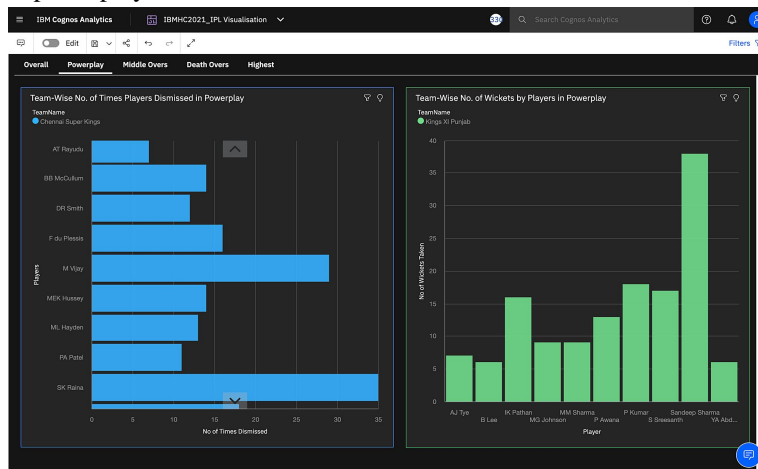 IBM Cognos Analytics
IBMHC2021_IPL Visualisation
Search Cognos Analytics
Edit
Filters
Overall
Powerplay
Middle Overs
Death Overs
Highest
Team-Wise No. of Times Players Dismissed in Powerplay
TeamName
Chennai Super Kings
Players
AT Rayudu
BB McCullum
DR Smith
F du Plessis
M Vijay
MEK Hussey
ML Hayden
PA Patel
SK Raina
0 5 10 15 20 25 30 35
No of Times Dismissed
Team-Wise No. of Wickets by Players in Powerplay
TeamName
Kings XI Punjab
No of Wickets Taken
40
35
30
25
20
15
10
5
0
AJ Tye IK Pathan MM Sharma P Kumar Sandeep Sharma
B Lee MG Johnson P Awana S Sreesanth YA Abd...
Player